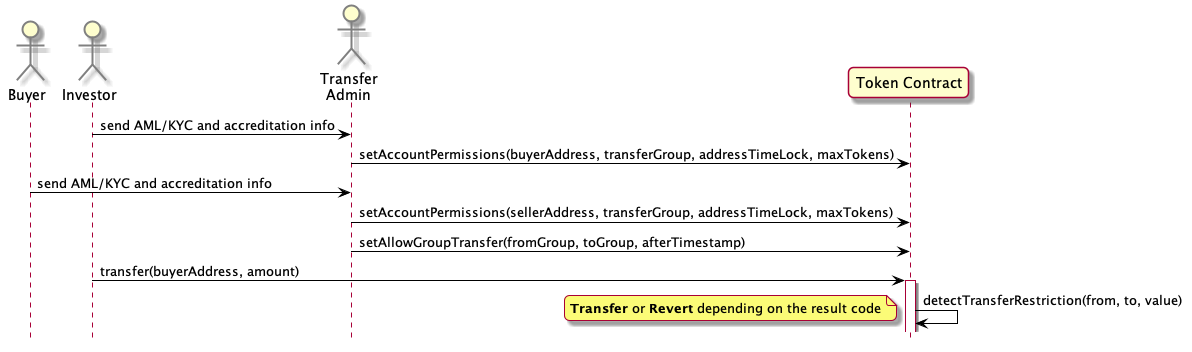 Buyer
Investor
Transfer
Admin
Token Contract
send AML/KYC and accreditation info
setAccountPermissions(buyerAddress, transferGroup, addressTimeLock, maxTokens)
send AML/KYC and accreditation info
setAccountPermissions(sellerAddress, transferGroup, addressTimeLock, maxTokens)
setAllowGroupTransfer(fromGroup, toGroup, afterTimestamp)
transfer(buyerAddress, amount)
detectTransferRestriction(from, to, value)
Transfer or Revert depending on the result code